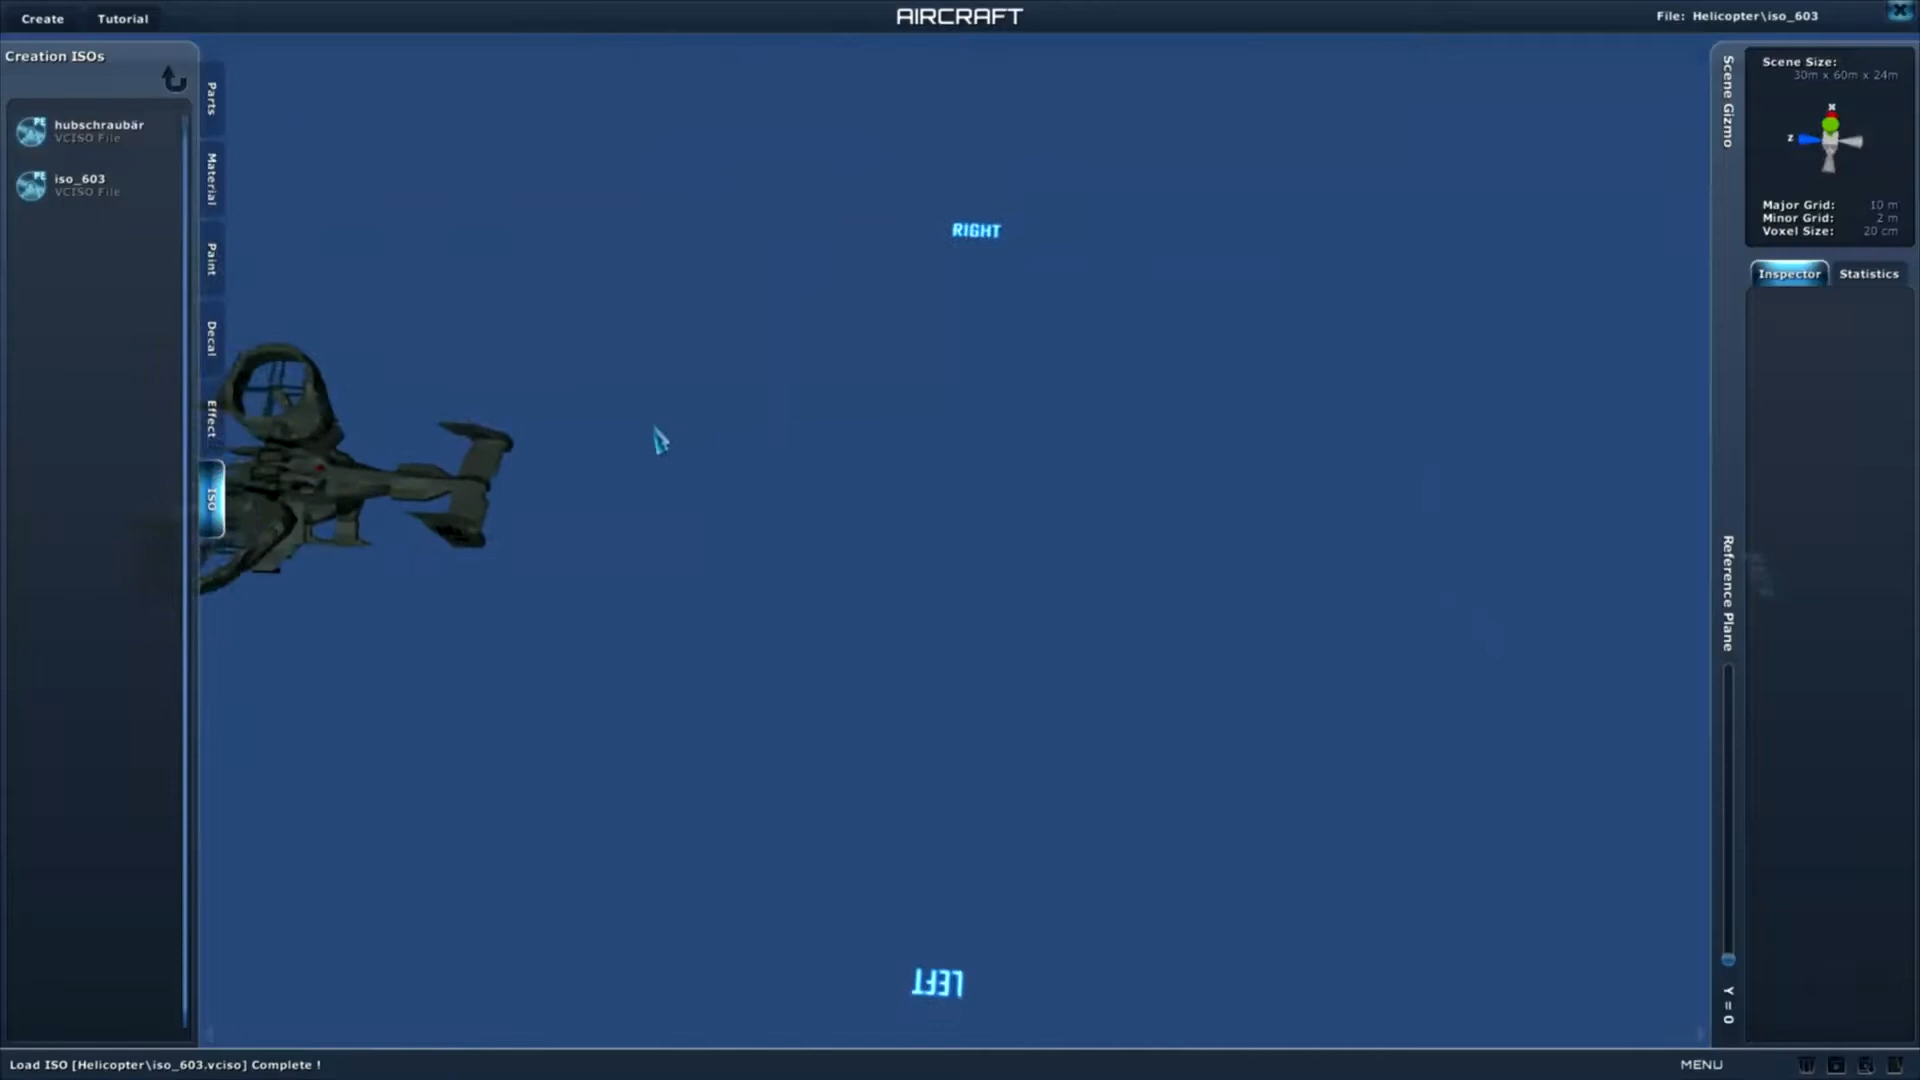 Create
Tutorial
AIRCRAFT
File: Helicopter\iso_603
Creation ISOs
PE
hubschraubär
VCISO File
PE
iso_603
VCISO File
Parts
Material
Paint
Decal
Effect
ISO
RIGHT
LEFT
Scene Gizmo
Reference Plane
Y = 0
Scene Size:
30m x 60m x 24m
X
Z
Major Grid: 10 m
Minor Grid: 2 m
Voxel Size: 20 cm
Inspector
Statistics
Load ISO [Helicopter\iso_603.vciso] Complete !
MENU